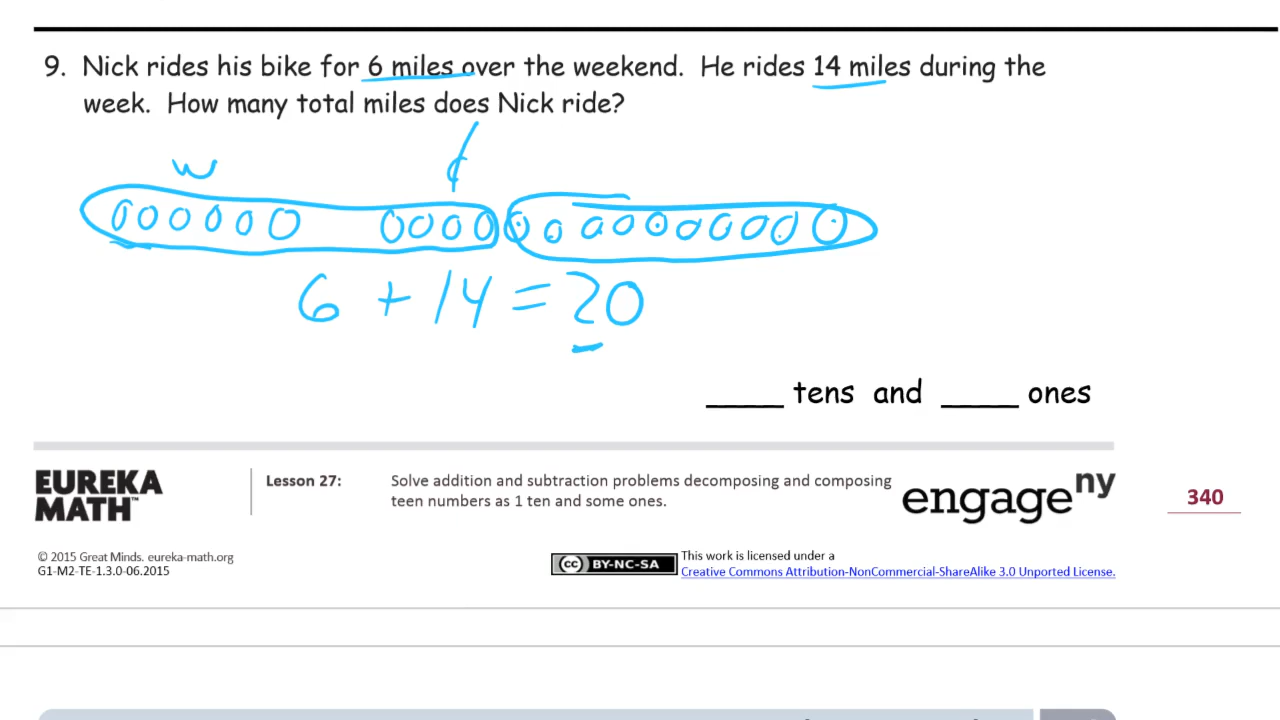 9. Nick rides his bike for 6 miles over the weekend. He rides 14 miles during the
week. How many total miles does Nick ride?
w
6 + 14 = 20
____ tens and ____ ones
EUREKA
MATH™
Lesson 27:
Solve addition and subtraction problems decomposing and composing
teen numbers as 1 ten and some ones.
engage ny
340
© 2015 Great Minds. eureka-math.org
G1-M2-TE-1.3.0-06.2015
cc BY-NC-SA
This work is licensed under a
Creative Commons Attribution-NonCommercial-ShareAlike 3.0 Unported License.